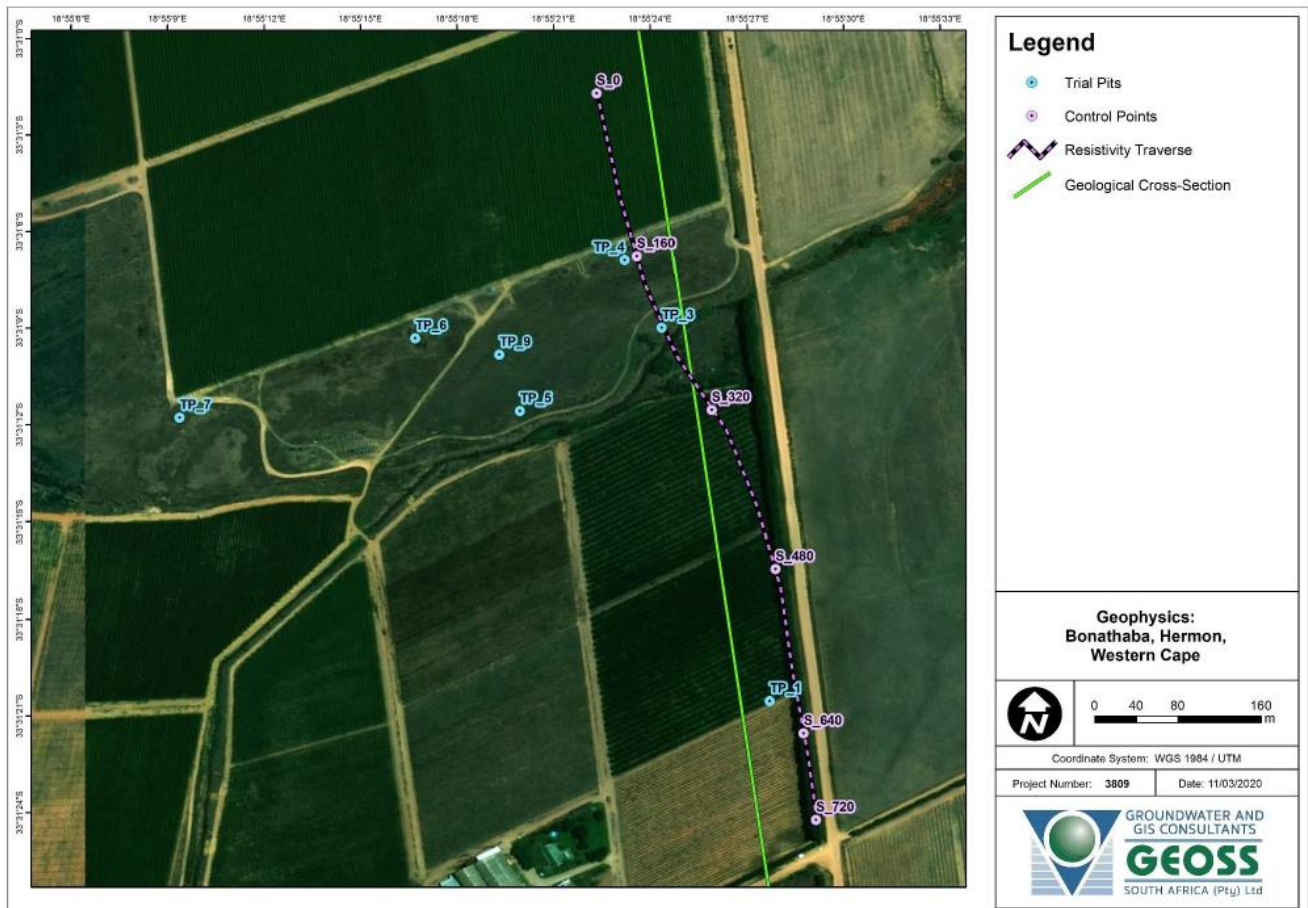 18°55'6"E 18°55'9"E 18°55'12"E 18°55'15"E 18°55'18"E 18°55'21"E 18°55'24"E 18°55'27"E 18°55'30"E 18°55'33"E
33°31'0"S
33°31'3"S
33°31'6"S
33°31'9"S
33°31'12"S
33°31'15"S
33°31'18"S
33°31'21"S
33°31'24"S
S_0
S_160
TP_4
TP_3
TP_6
TP_9
TP_5
TP_7
S_320
S_480
TP_1
S_640
S_720
Legend
Trial Pits
Control Points
Resistivity Traverse
Geological Cross-Section
Geophysics:
Bonathaba, Hermon,
Western Cape
N
0 40 80 160
m
Coordinate System: WGS 1984 / UTM
Project Number: 3809 Date: 11/03/2020
GROUNDWATER AND
GIS CONSULTANTS
GEOSS
SOUTH AFRICA (Pty) Ltd